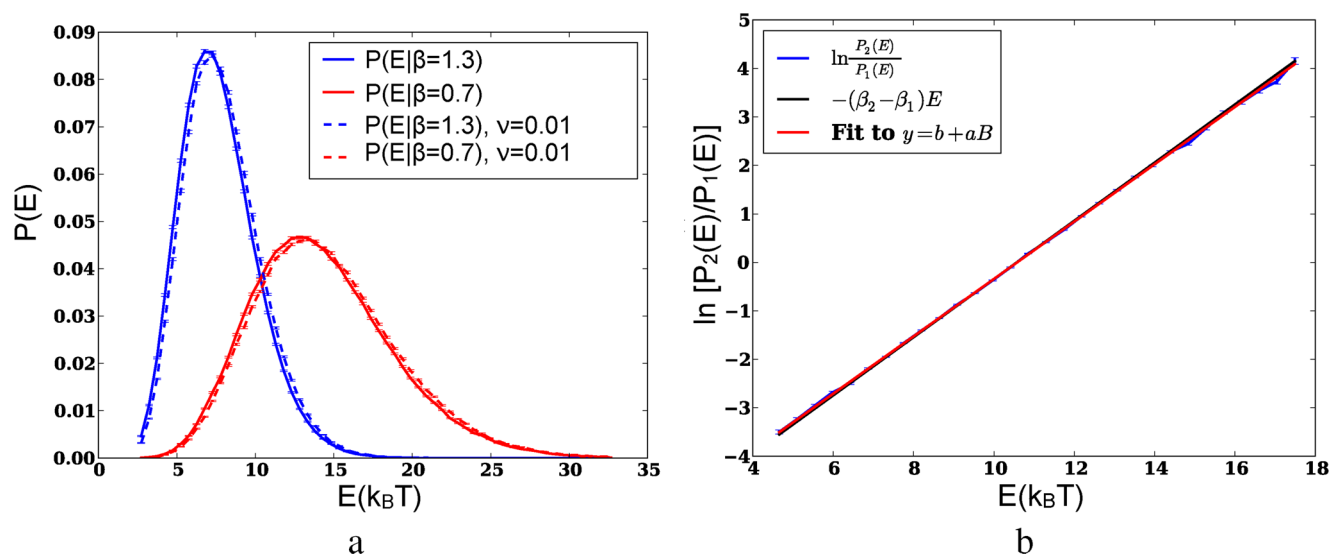 0.09
0.08
0.07
0.06
0.05
0.04
0.03
0.02
0.01
0.00
P(E)
P(E|β=1.3)
P(E|β=0.7)
P(E|β=1.3), ν=0.01
P(E|β=0.7), ν=0.01
0 5 10 15 20 25 30 35
E(k_BT)
a
5
4
3
2
1
0
−1
−2
−3
−4
ln [P₂(E)/P₁(E)]
ln P₂(E)/P₁(E)
−(β₂−β₁)E
Fit to y=b+aB
4 6 8 10 12 14 16 18
E(k_BT)
b